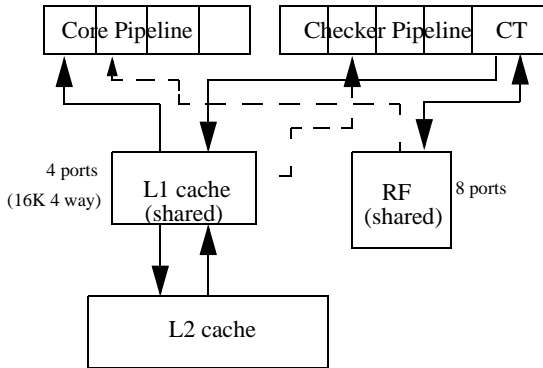 Core Pipeline
Checker Pipeline
CT
4 ports
(16K 4 way)
L1 cache
(shared)
RF
(shared)
8 ports
L2 cache